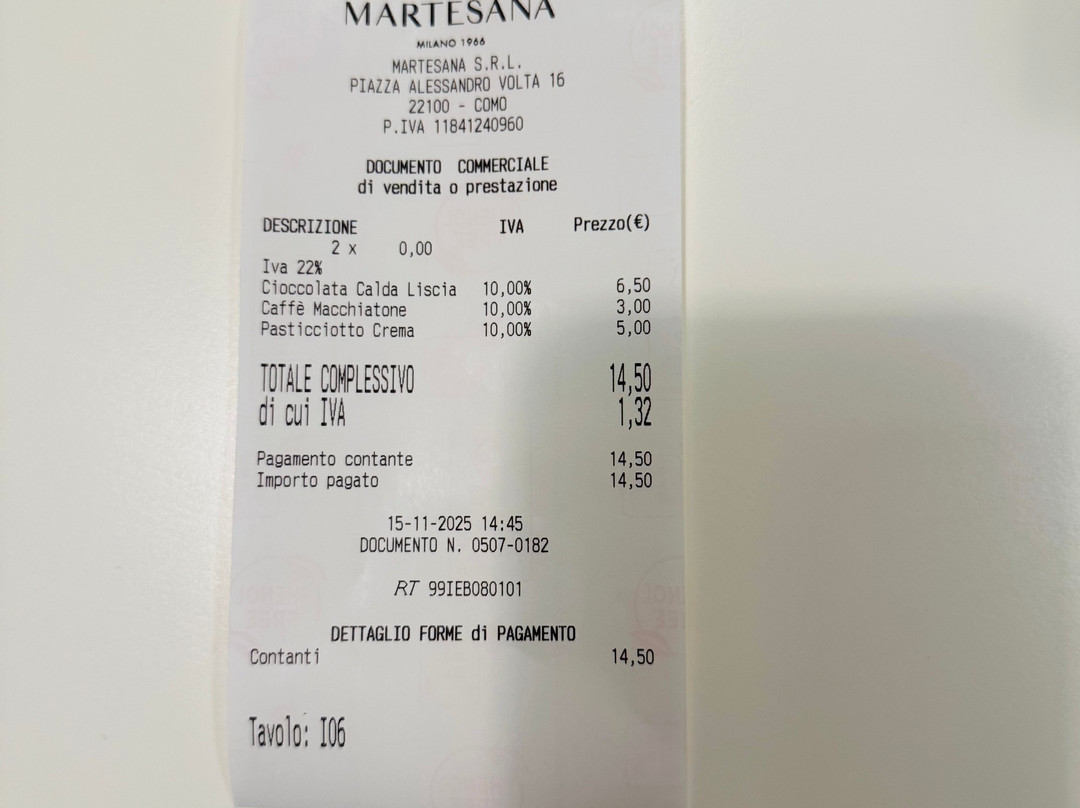 MARTESANA
MILANO 1966
MARTESANA S.R.L.
PIAZZA ALESSANDRO VOLTA 16
22100 - COMO
P.IVA 11841240960
DOCUMENTO COMMERCIALE
di vendita o prestazione
DESCRIZIONE IVA Prezzo(€)
2 x 0,00
Iva 22%
Cioccolata Calda Liscia 10,00% 6,50
Caffè Macchiatone 10,00% 3,00
Pasticciotto Crema 10,00% 5,00
TOTALE COMPLESSIVO 14,50
di cui IVA 1,32
Pagamento contante 14,50
Importo pagato 14,50
15-11-2025 14:45
DOCUMENTO N. 0507-0182
RT 99IEB080101
DETTAGLIO FORME di PAGAMENTO
Contanti 14,50
Tavolo: I06